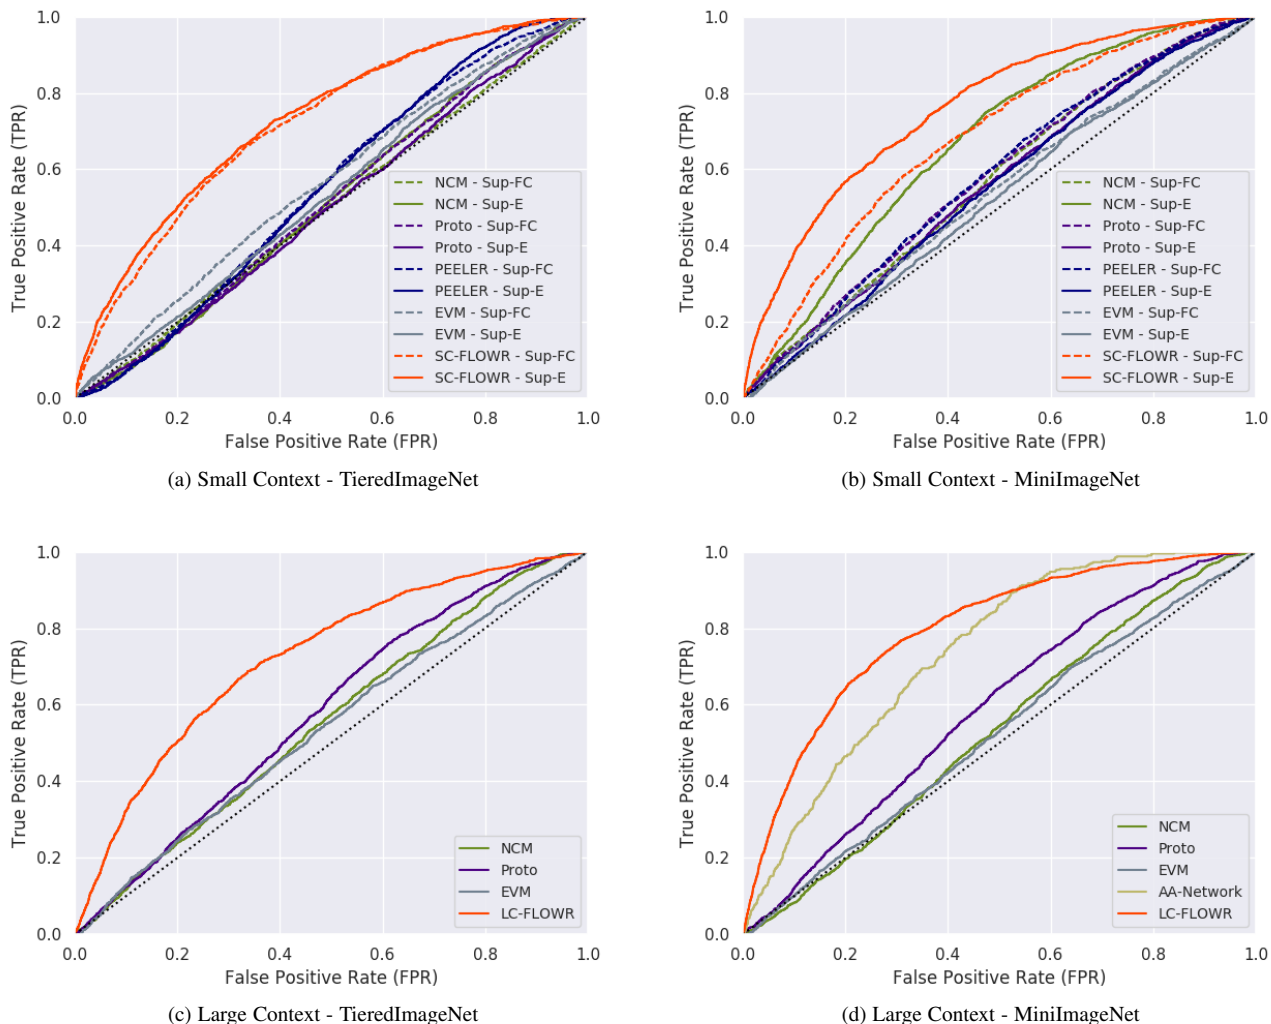 1.0
0.8
0.6
0.4
0.2
0.0
True Positive Rate (TPR)
NCM - Sup-FC
NCM - Sup-E
Proto - Sup-FC
Proto - Sup-E
PEELER - Sup-FC
PEELER - Sup-E
EVM - Sup-FC
EVM - Sup-E
SC-FLOWR - Sup-FC
SC-FLOWR - Sup-E
0.0 0.2 0.4 0.6 0.8 1.0
False Positive Rate (FPR)
(a) Small Context - TieredImageNet
1.0
0.8
0.6
0.4
0.2
0.0
True Positive Rate (TPR)
NCM - Sup-FC
NCM - Sup-E
Proto - Sup-FC
Proto - Sup-E
PEELER - Sup-FC
PEELER - Sup-E
EVM - Sup-FC
EVM - Sup-E
SC-FLOWR - Sup-FC
SC-FLOWR - Sup-E
0.0 0.2 0.4 0.6 0.8 1.0
False Positive Rate (FPR)
(b) Small Context - MiniImageNet
1.0
0.8
0.6
0.4
0.2
0.0
True Positive Rate (TPR)
NCM
Proto
EVM
LC-FLOWR
0.0 0.2 0.4 0.6 0.8 1.0
False Positive Rate (FPR)
(c) Large Context - TieredImageNet
1.0
0.8
0.6
0.4
0.2
0.0
True Positive Rate (TPR)
NCM
Proto
EVM
AA-Network
LC-FLOWR
0.0 0.2 0.4 0.6 0.8 1.0
False Positive Rate (FPR)
(d) Large Context - MiniImageNet